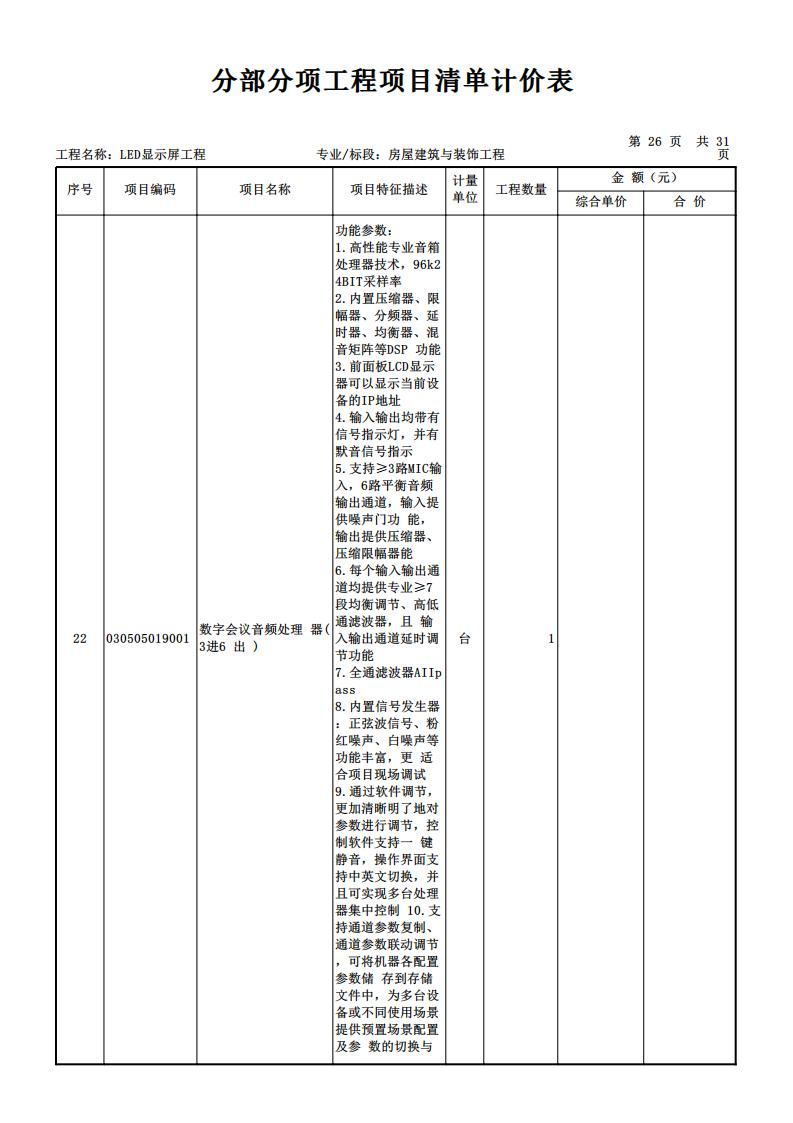 分部分项工程项目清单计价表
第 26 页  共 31
页
工程名称：LED显示屏工程
专业/标段：房屋建筑与装饰工程
序号
项目编码
项目名称
项目特征描述
计量
单位
工程数量
金 额（元）
综合单价
合 价
22
030505019001
数字会议音频处理 器(
3进6 出 )
功能参数：
1.高性能专业音箱
处理器技术，96k2
4BIT采样率
2.内置压缩器、限
幅器、分频器、延
时器、均衡器、混
音矩阵等DSP 功能
3.前面板LCD显示
器可以显示当前设
备的IP地址
4.输入输出均带有
信号指示灯，并有
默音信号指示
5.支持≥3路MIC输
入，6路平衡音频
输出通道，输入提
供噪声门功 能，
输出提供压缩器、
压缩限幅器能
6.每个输入输出通
道均提供专业≥7
段均衡调节、高低
通滤波器，且 输
入输出通道延时调
节功能
7.全通滤波器AIIp
ass
8.内置信号发生器
：正弦波信号、粉
红噪声、白噪声等
功能丰富，更 适
合项目现场调试
9.通过软件调节，
更加清晰明了地对
参数进行调节，控
制软件支持一 键
静音，操作界面支
持中英文切换，并
且可实现多台处理
器集中控制 10.支
持通道参数复制、
通道参数联动调节
，可将机器各配置
参数储 存到存储
文件中，为多台设
备或不同使用场景
提供预置场景配置
及参 数的切换与
台
1